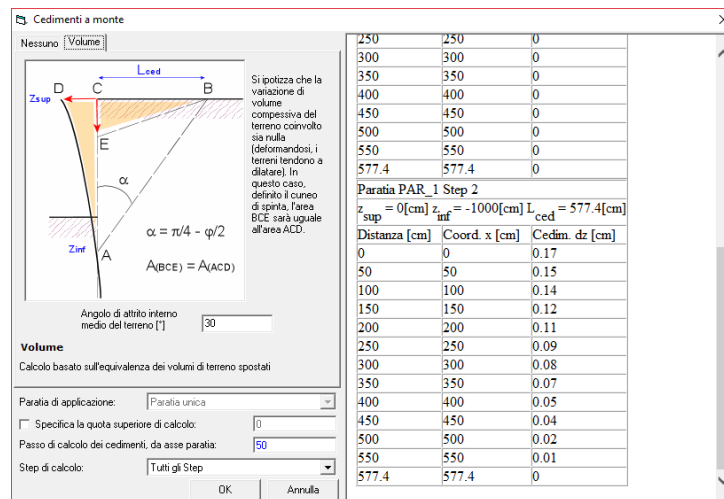 Cedimenti a monte
Nessuno Volume
Lced
D C B
Zsup
E
α
α = π/4 - φ/2
Zinf
A
A(BCE) = A(ACD)
Si ipotizza che la
variazione di
volume
compessiva del
terreno coinvolto
sia nulla
(deformandosi, i
terreni tendono a
dilatare). In
questo caso,
definito il cuneo
di spinta, l'area
BCE sarà uguale
all'area ACD.
Angolo di attrito interno
medio del terreno [°] 30
Volume
Calcolo basato sull'equivalenza dei volumi di terreno spostati
Paratia di applicazione: Paratia unica
Specifica la quota superiore di calcolo: 0
Passo di calcolo dei cedimenti, da asse paratia: 50
Step di calcolo: Tutti gli Step
OK Annulla
250 250 0
300 300 0
350 350 0
400 400 0
450 450 0
500 500 0
550 550 0
577.4 577.4 0
Paratia PAR_1 Step 2
z sup = 0[cm] z inf = -1000[cm] L ced = 577.4[cm]
Distanza [cm] Coord. x [cm] Cedim. dz [cm]
0 0 0.17
50 50 0.15
100 100 0.14
150 150 0.12
200 200 0.11
250 250 0.09
300 300 0.08
350 350 0.07
400 400 0.05
450 450 0.04
500 500 0.02
550 550 0.01
577.4 577.4 0